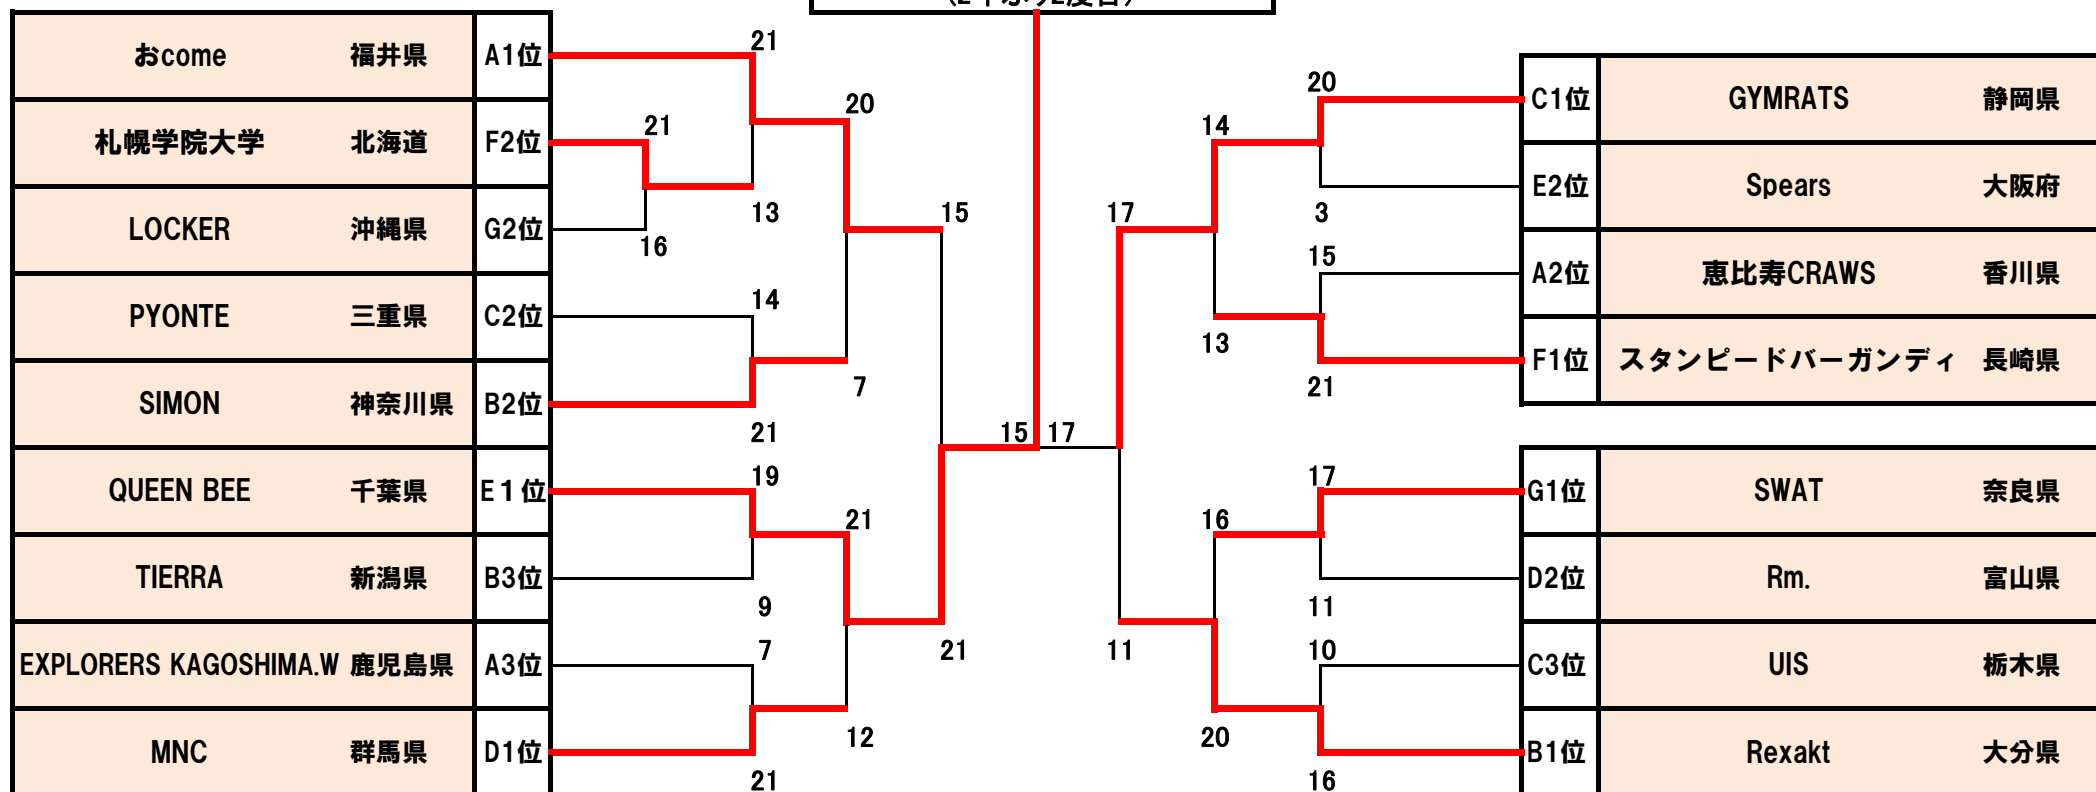 おcome 福井県 A1位
札幌学院大学 北海道 F2位
LOCKER 沖縄県 G2位
PYONTE 三重県 C2位
SIMON 神奈川県 B2位
QUEEN BEE 千葉県 E１位
TIERRA 新潟県 B3位
EXPLORERS KAGOSHIMA.W 鹿児島県 A3位
MNC 群馬県 D1位
21
21
16
13
14
21
19
9
7
21
20
7
21
12
15
21
15 17
17
11
14
13
16
20
20
3
15
21
17
11
10
16
C1位 GYMRATS 静岡県
E2位 Spears 大阪府
A2位 恵比寿CRAWS 香川県
F1位 スタンピードバーガンディ 長崎県
G1位 SWAT 奈良県
D2位 Rm. 富山県
C3位 UIS 栃木県
B1位 Rexakt 大分県